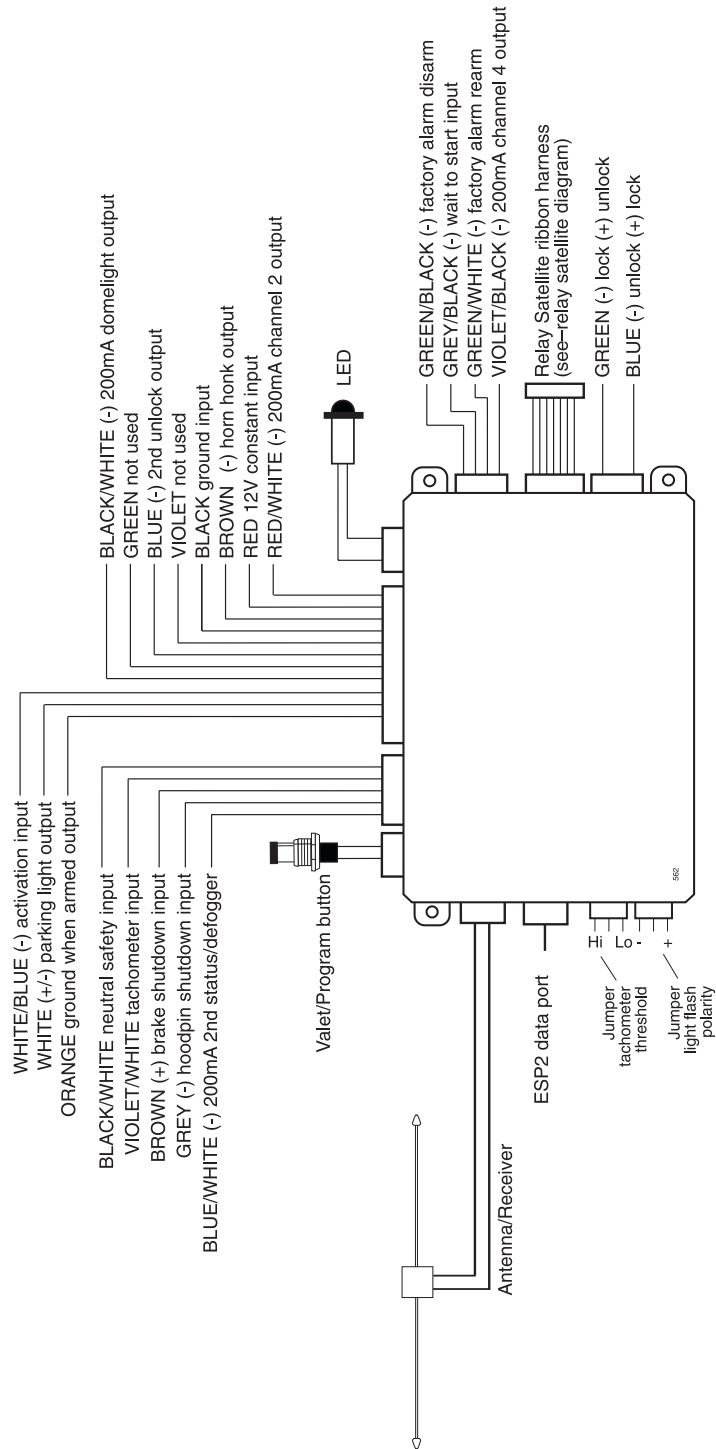 WHITE/BLUE (-) activation input
WHITE (+/-) parking light output
ORANGE ground when armed output
BLACK/WHITE (-) 200mA domelight output
GREEN not used
BLUE (-) 2nd unlock output
VIOLET not used
BLACK ground input
BROWN (-) horn honk output
RED 12V constant input
RED/WHITE (-) 200mA channel 2 output
BLACK/WHITE neutral safety input
VIOLET/WHITE tachometer input
BROWN (+) brake shutdown input
GREY (-) hoodpin shutdown input
BLUE/WHITE (-) 200mA 2nd status/defogger
Valet/Program button
LED
GREEN/BLACK (-) factory alarm disarm
GREY/BLACK (-) wait to start input
GREEN/WHITE (-) factory alarm rearm
VIOLET/BLACK (-) 200mA channel 4 output
Relay Satellite ribbon harness
(see–relay satellite diagram)
GREEN (-) lock (+) unlock
BLUE (-) unlock (+) lock
Antenna/Receiver
ESP2 data port
Hi
Lo
-
+
Jumper
tachometer
threshold
Jumper
light flash
polarity
562